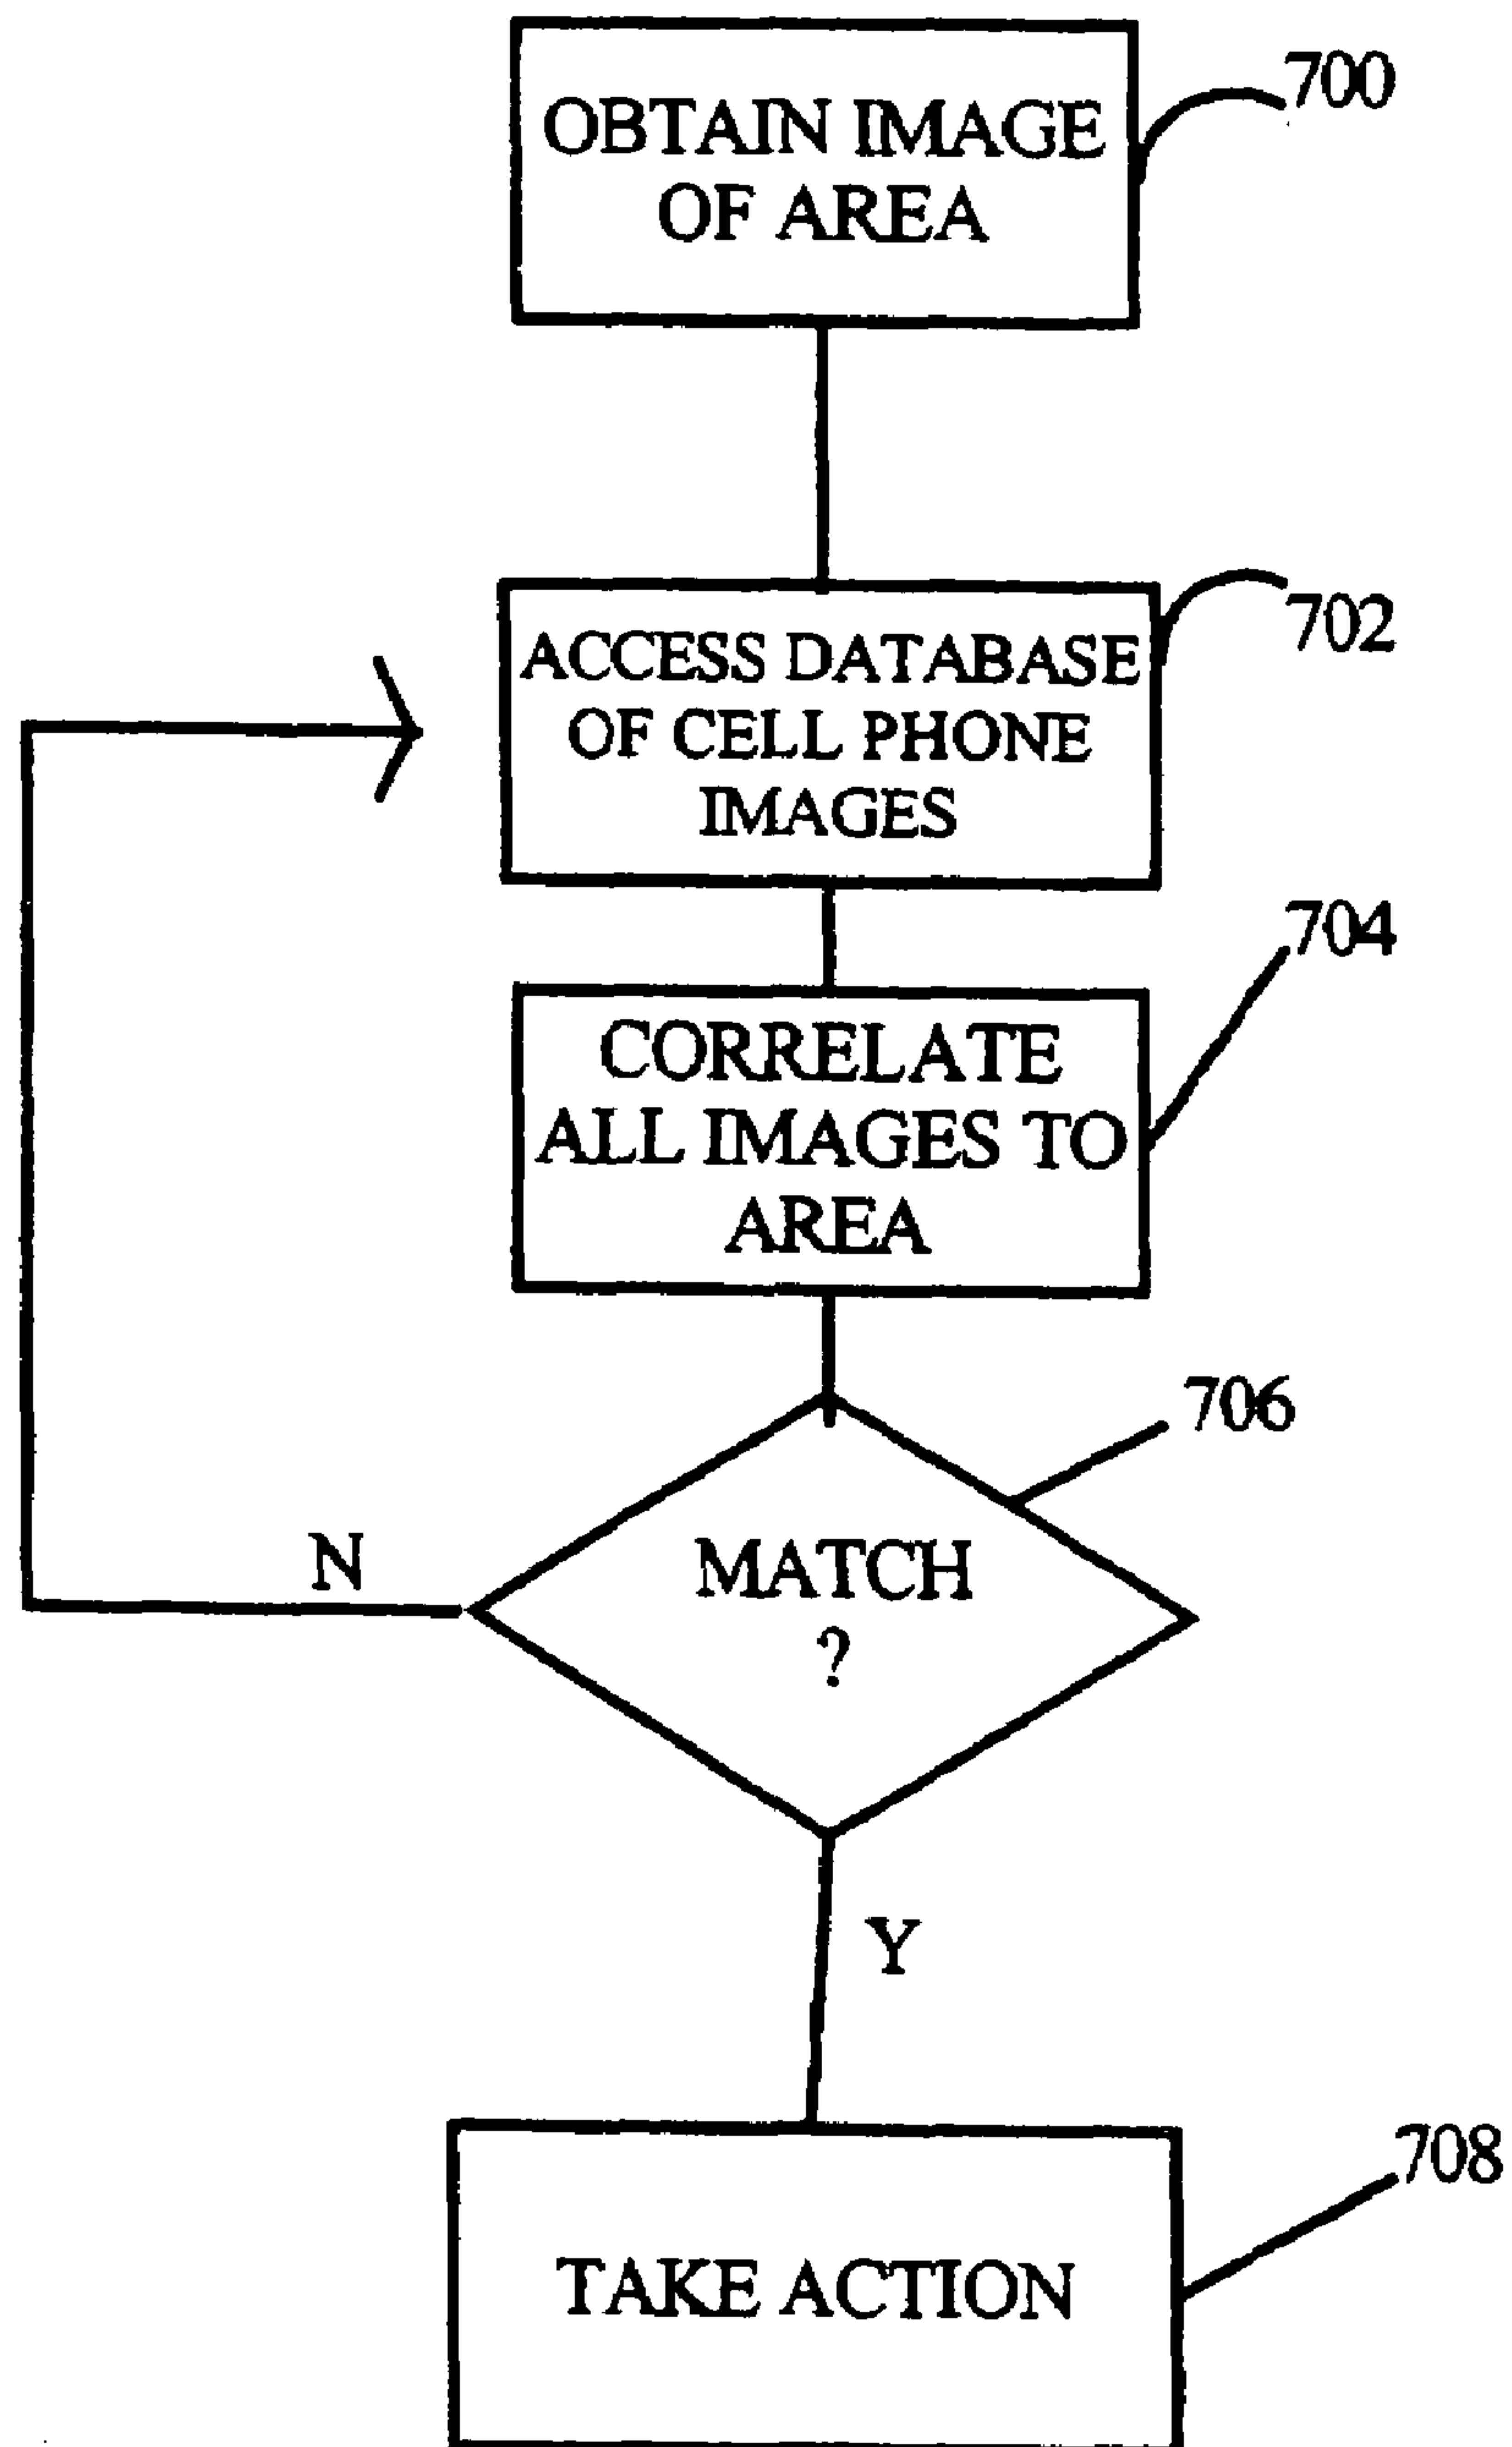 OBTAIN IMAGE
OF AREA
700
ACCESS DATABASE
OF CELL PHONE
IMAGES
702
CORRELATE
ALL IMAGES TO
AREA
704
706
MATCH
?
N
Y
TAKE ACTION
708